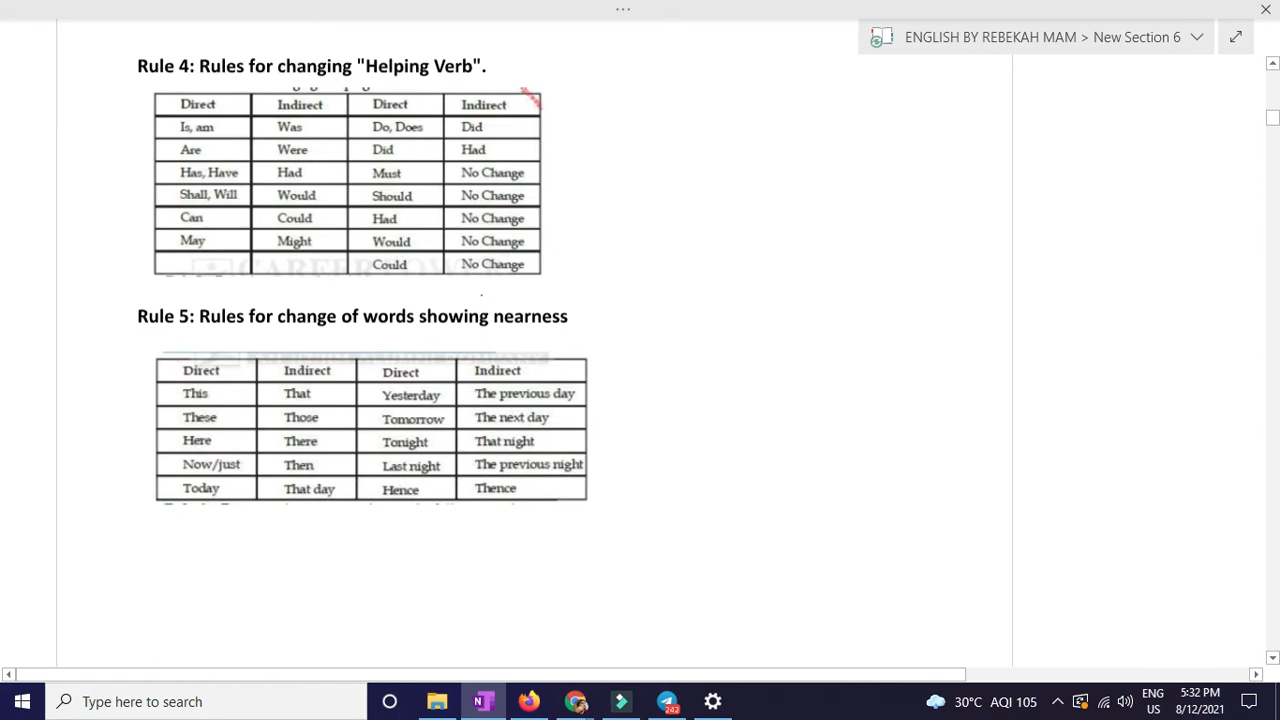 ENGLISH BY REBEKAH MAM > New Section 6
Rule 4: Rules for changing "Helping Verb".
Direct Indirect Direct Indirect
Is, am Was Do, Does Did
Are Were Did Had
Has, Have Had Must No Change
Shall, Will Would Should No Change
Can Could Had No Change
May Might Would No Change
Could No Change
Rule 5: Rules for change of words showing nearness
Direct Indirect Direct Indirect
This That Yesterday The previous day
These Those Tomorrow The next day
Here There Tonight That night
Now/just Then Last night The previous night
Today That day Hence Thence
Type here to search
242
30°C AQI 105
ENG
US
5:32 PM
8/12/2021